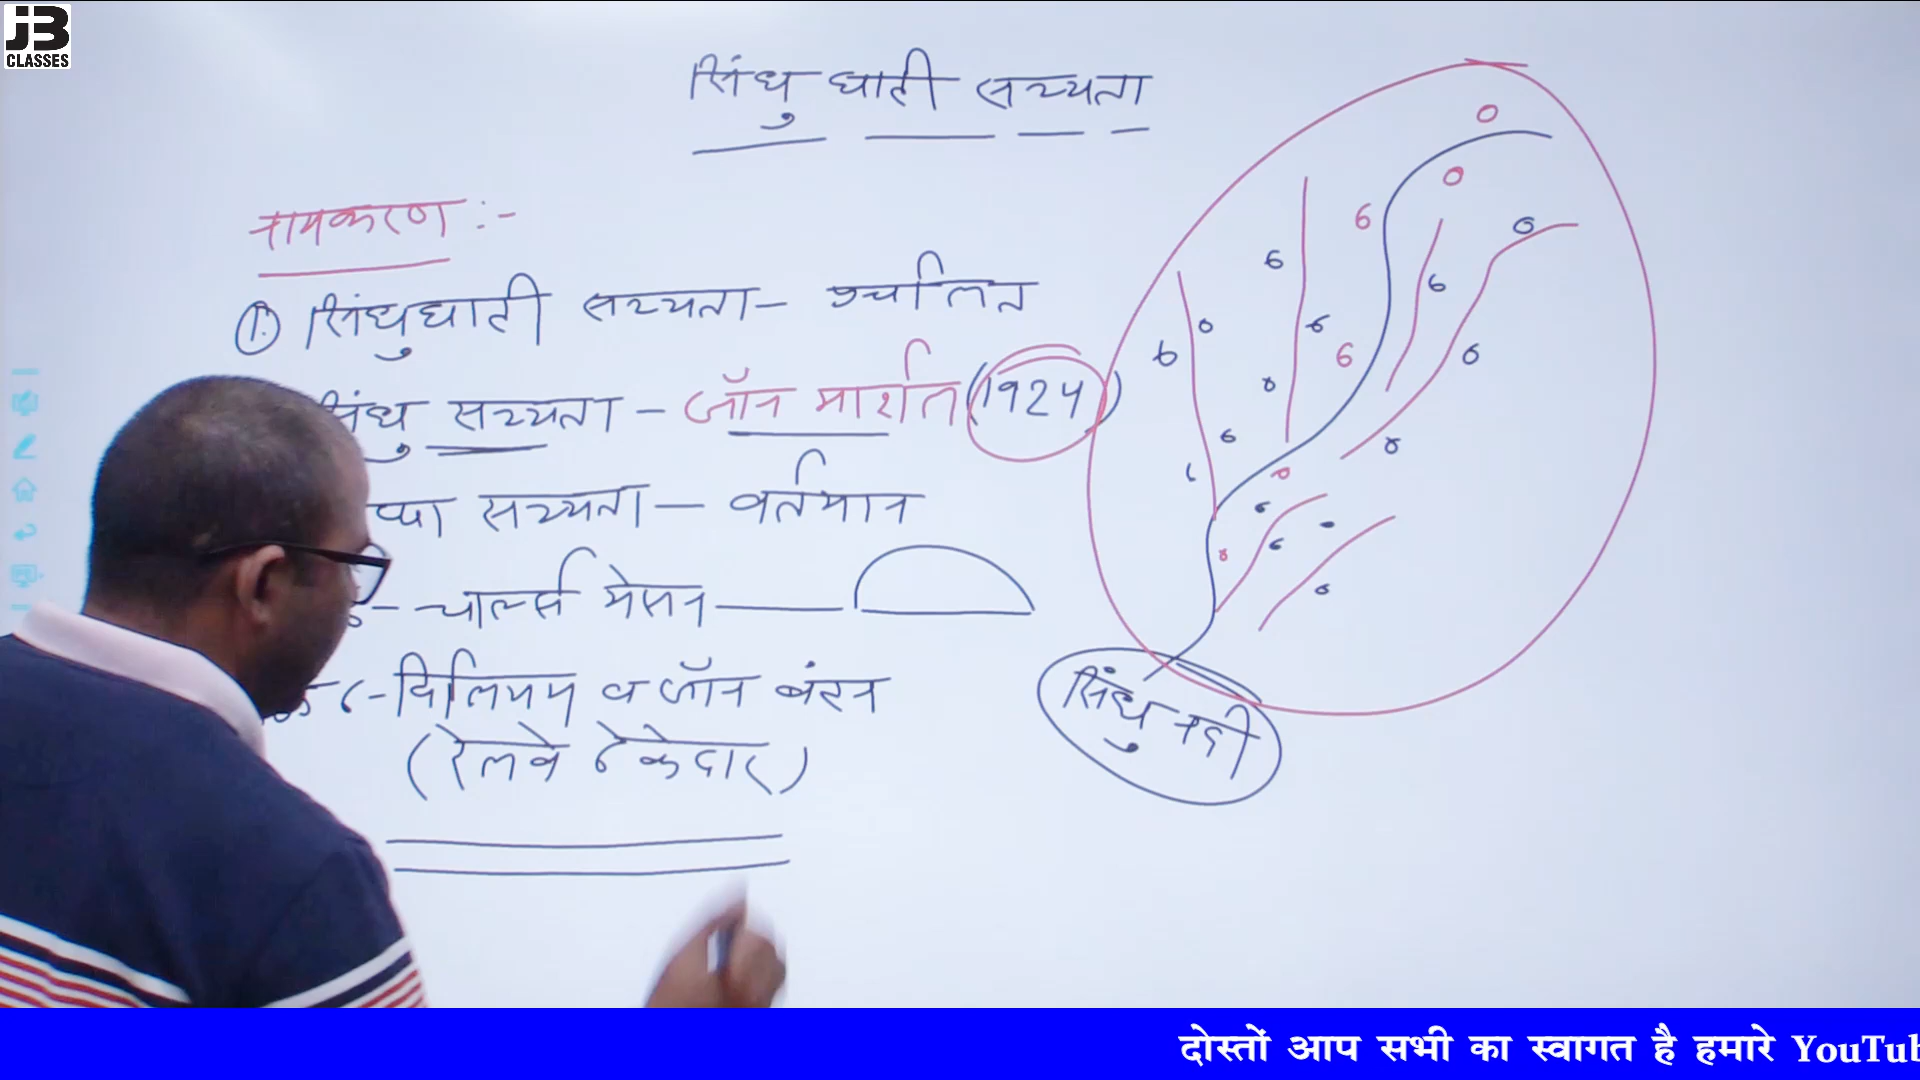 JB
CLASSES
सिंधु घाटी सभ्यता
नामकरण :-
① सिंधु घाटी सभ्यता - प्रचलित
सिंधु सभ्यता - जॉन मार्शल (1924)
प्पा सभ्यता - वर्तमान
- चार्ल्स मेसन
- विलियम व जॉन बंटन
(रेलवे ठेकेदार)
सिंधु नदी
दोस्तों आप सभी का स्वागत है हमारे YouTub